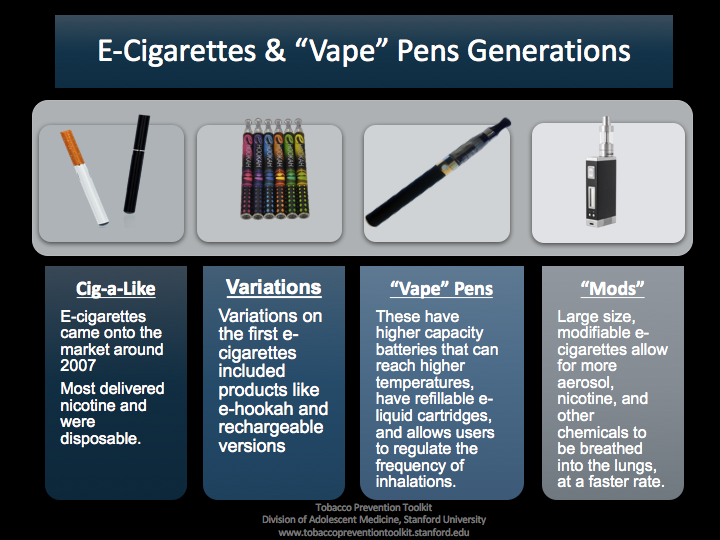 E-Cigarettes & “Vape” Pens Generations
Cig-a-Like
E-cigarettes
came onto the
market around
2007
Most delivered
nicotine and
were
disposable.
Variations
Variations on
the first e-
cigarettes
included
products like
e-hookah and
rechargeable
versions
“Vape” Pens
These have
higher capacity
batteries that can
reach higher
temperatures,
have refillable e-
liquid cartridges,
and allows users
to regulate the
frequency of
inhalations.
“Mods”
Large size,
modifiable e-
cigarettes allow
for more
aerosol,
nicotine, and
other
chemicals to
be breathed
into the lungs,
at a faster rate.
Tobacco Prevention Toolkit
Division of Adolescent Medicine, Stanford University
www.tobaccopreventiontoolkit.stanford.edu